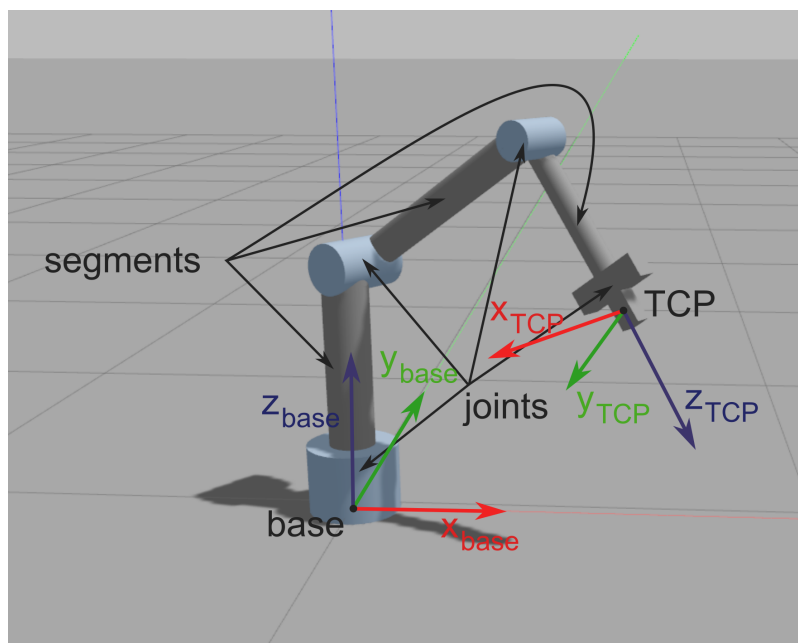 segments
TCP
x_TCP
y_base
y_TCP
z_base
joints
z_TCP
base
x_base